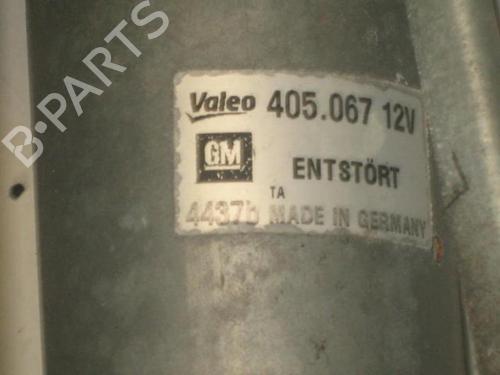 B-PARTS
Valeo 405.067 12V
GM ENTSTÖRT
TA
4437b MADE IN GERMANY